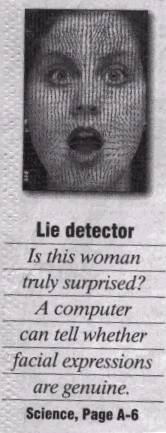 Lie detector
Is this woman
truly surprised?
A computer
can tell whether
facial expressions
are genuine.
Science, Page A-6